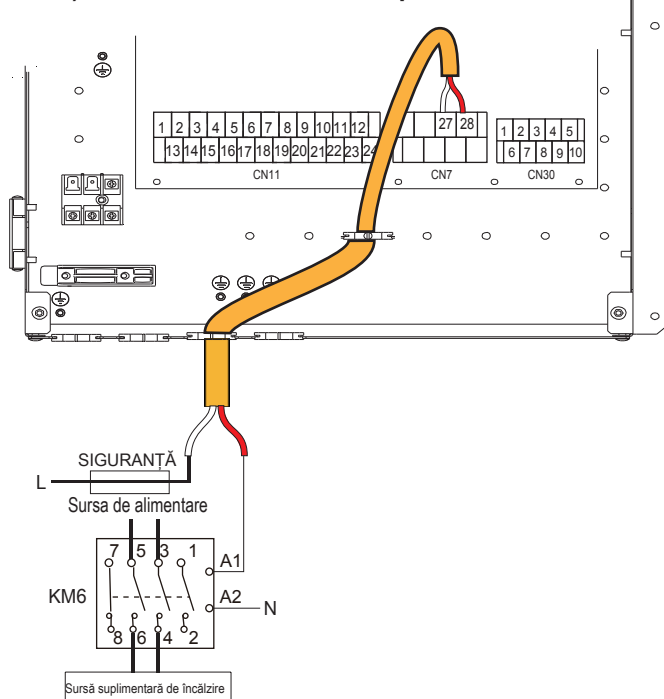 1 2 3 4 5 6 7 8 9 10 11 12
27 28
1 2 3 4 5
13 14 15 16 17 18 19 20 21 22 23 24
6 7 8 9 10
CN11
CN7
CN30
SIGURANȚĂ
L
Sursa de alimentare
7 5 3 1
A1
KM6
A2
N
8 6 4 2
Sursă suplimentară de încălzire